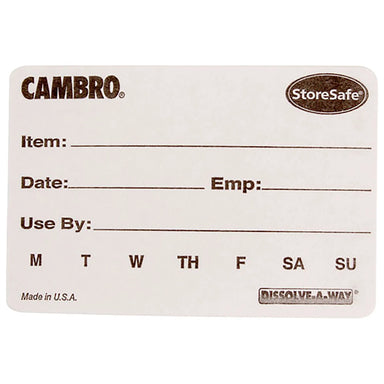 CAMBRO® StoreSafe®
Item:
Date: Emp:
Use By:
M T W TH F SA SU
Made in U.S.A. DISSOLVE-A-WAY®